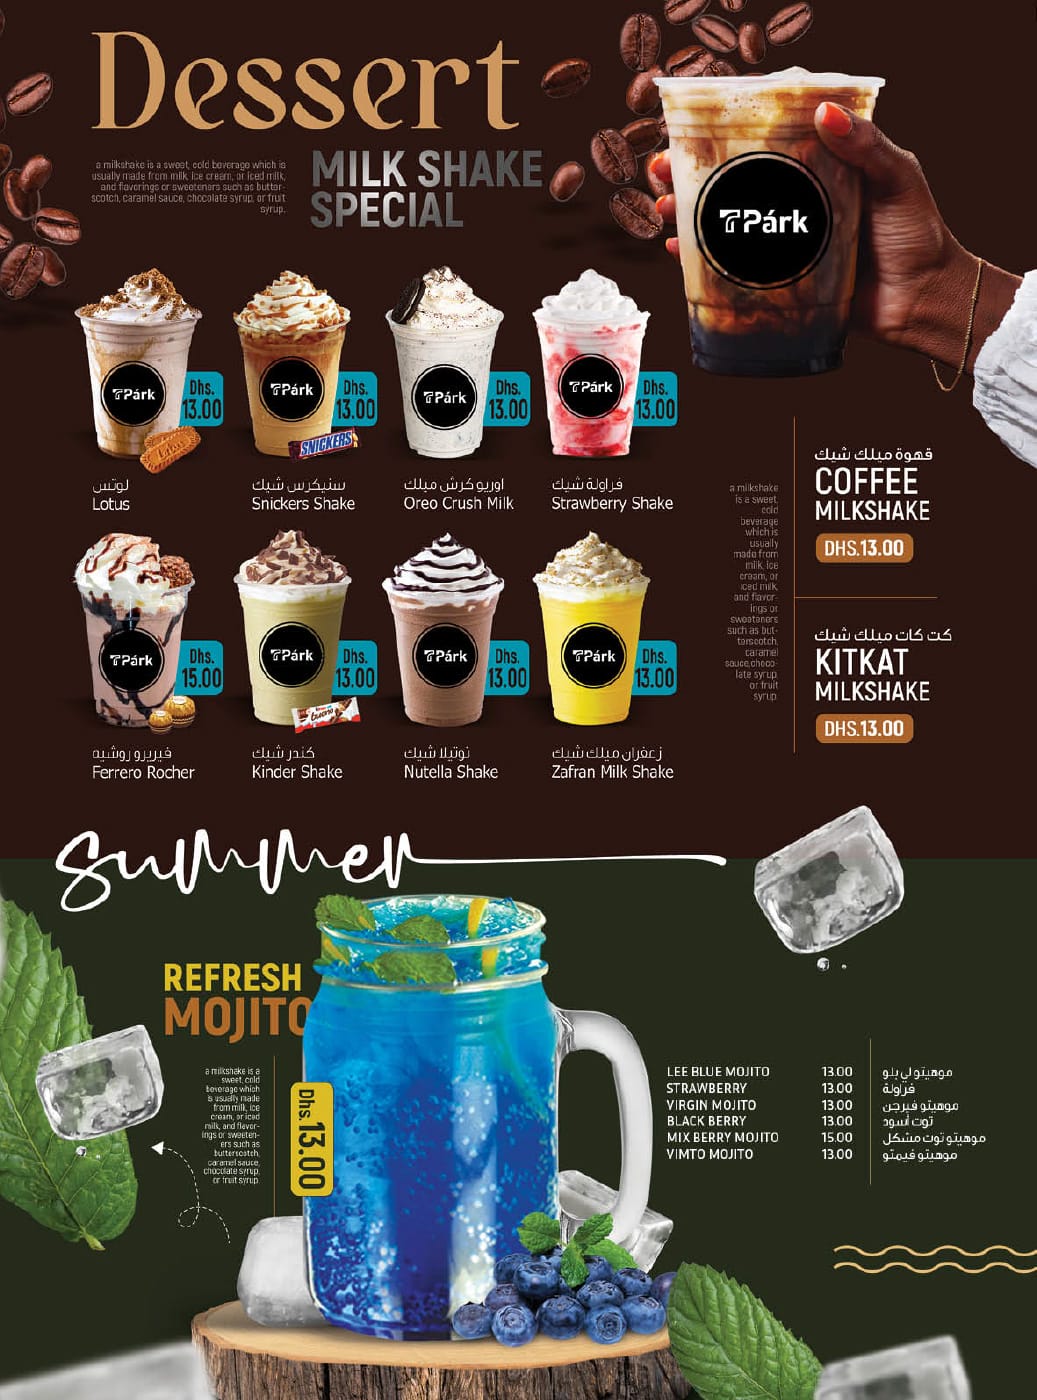 Dessert
a milkshake is a sweet, cold beverage which is
usually made from milk, ice cream, or iced milk,
and flavorings or sweeteners such as butter-
scotch, caramel sauce, chocolate syrup, or fruit
syrup.
MILK SHAKE
SPECIAL
7Párk
7Párk
Dhs.
13.00
7Párk
Dhs.
13.00
SNICKERS
7Párk
Dhs.
13.00
7Párk
Dhs.
13.00
لوتس
Lotus
سنيكرس شيك
Snickers Shake
اوريو كرش ميلك
Oreo Crush Milk
فراولة شيك
Strawberry Shake
7Párk
Dhs.
15.00
7Párk
Dhs.
13.00
bueno
7Párk
Dhs.
13.00
7Párk
Dhs.
13.00
فيريرو روشيه
Ferrero Rocher
كندر شيك
Kinder Shake
نوتيلا شيك
Nutella Shake
زعفران ميلك شيك
Zafran Milk Shake
a milkshake
is a sweet,
cold
beverage
which is
usually
made from
milk, ice
cream, or
iced milk,
and flavor-
ings or
sweeteners
such as but-
terscotch,
caramel
sauce,choco-
late syrup,
or fruit
syrup.
قهوة ميلك شيك
COFFEE
MILKSHAKE
DHS.13.00
كت كات ميلك شيك
KITKAT
MILKSHAKE
DHS.13.00
Summer
REFRESH
MOJITO
a milkshake is a
sweet, cold
beverage which
is usually made
from milk, ice
cream, or iced
milk, and flavor-
ings or sweeten-
ers such as
butterscotch,
caramel sauce,
chocolate syrup,
or fruit syrup.
Dhs. 13.00
LEE BLUE MOJITO 13.00 موهيتو لي بلو
STRAWBERRY 13.00 فراولة
VIRGIN MOJITO 13.00 موهيتو فيرجن
BLACK BERRY 13.00 توت أسود
MIX BERRY MOJITO 15.00 موهيتو توت مشكل
VIMTO MOJITO 13.00 موهيتو فيمتو